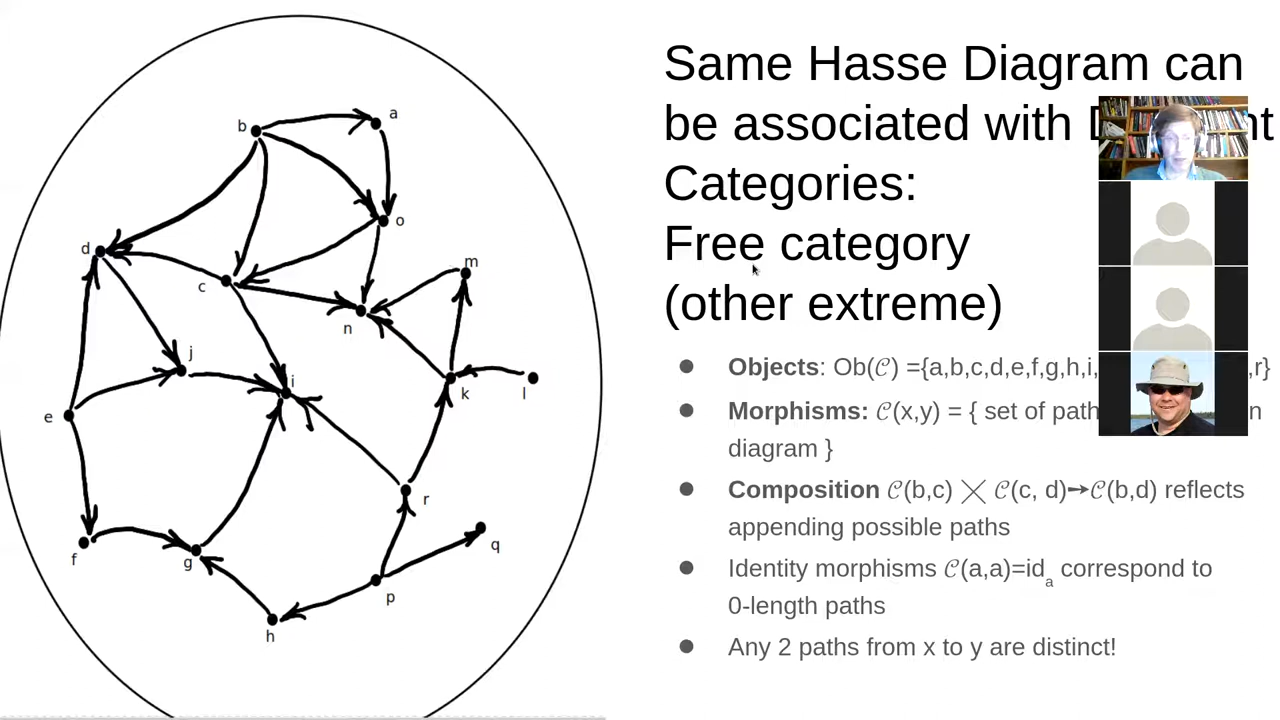 Same Hasse Diagram can
be associated with
Categories:
Free category
(other extreme)
● Objects: Ob(𝒞) ={a,b,c,d,e,f,g,h,i, ,r}
● Morphisms: 𝒞(x,y) = { set of path
diagram }
● Composition 𝒞(b,c) ╳ 𝒞(c, d)➙𝒞(b,d) reflects
appending possible paths
● Identity morphisms 𝒞(a,a)=id_a correspond to
0-length paths
● Any 2 paths from x to y are distinct!
b
a
o
d
c
m
n
j
i
k
l
e
r
f
g
q
p
h